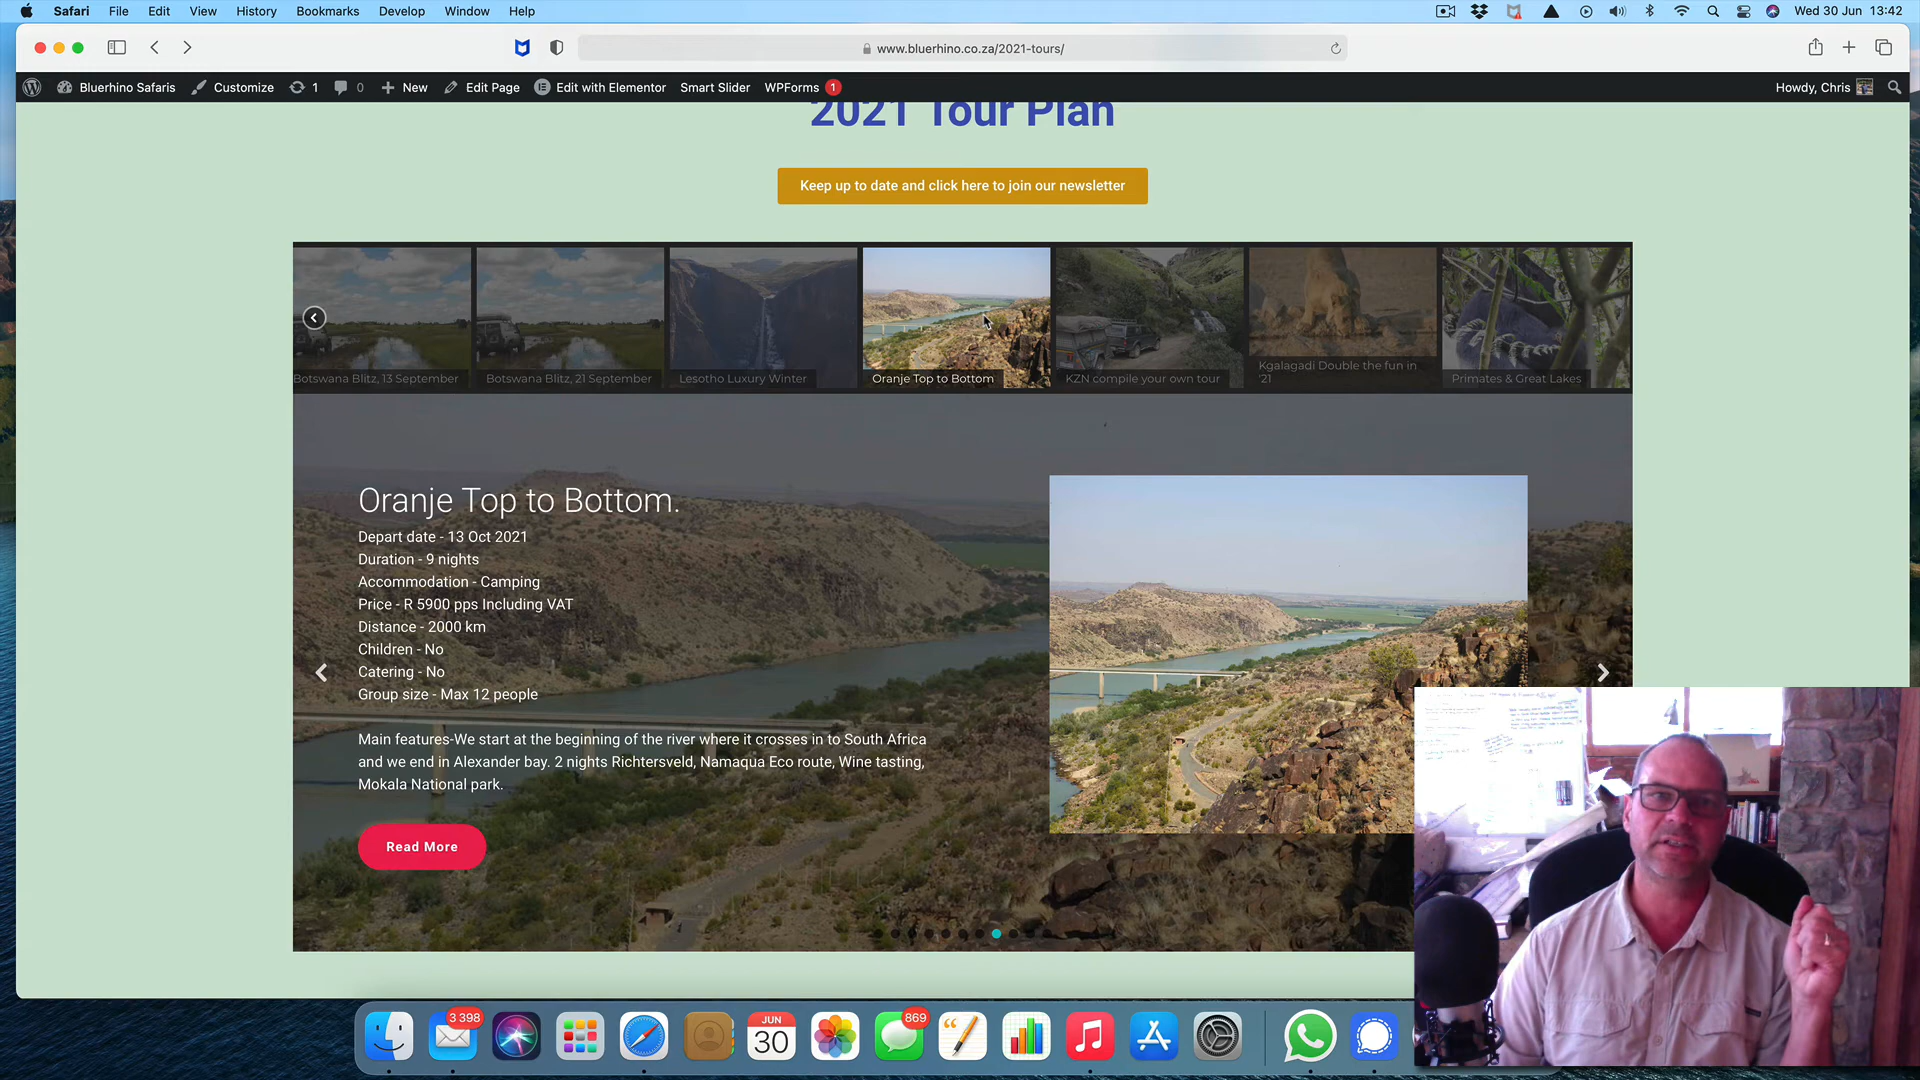 Safari File Edit View History Bookmarks Develop Window Help Wed 30 Jun 13:42
www.bluerhino.co.za/2021-tours/
Bluerhino Safaris Customize 1 0 New Edit Page Edit with Elementor Smart Slider WPForms 1 Howdy, Chris
2021 Tour Plan
Keep up to date and click here to join our newsletter
Botswana Blitz, 13 September
Botswana Blitz, 21 September
Lesotho Luxury Winter
Oranje Top to Bottom
KZN compile your own tour
Kgalagadi Double the fun in
'21
Primates & Great Lakes
Oranje Top to Bottom.
Depart date - 13 Oct 2021
Duration - 9 nights
Accommodation - Camping
Price - R 5900 pps Including VAT
Distance - 2000 km
Children - No
Catering - No
Group size - Max 12 people
Main features-We start at the beginning of the river where it crosses in to South Africa
and we end in Alexander bay. 2 nights Richtersveld, Namaqua Eco route, Wine tasting,
Mokala National park.
Read More
3 398
JUN
30
869